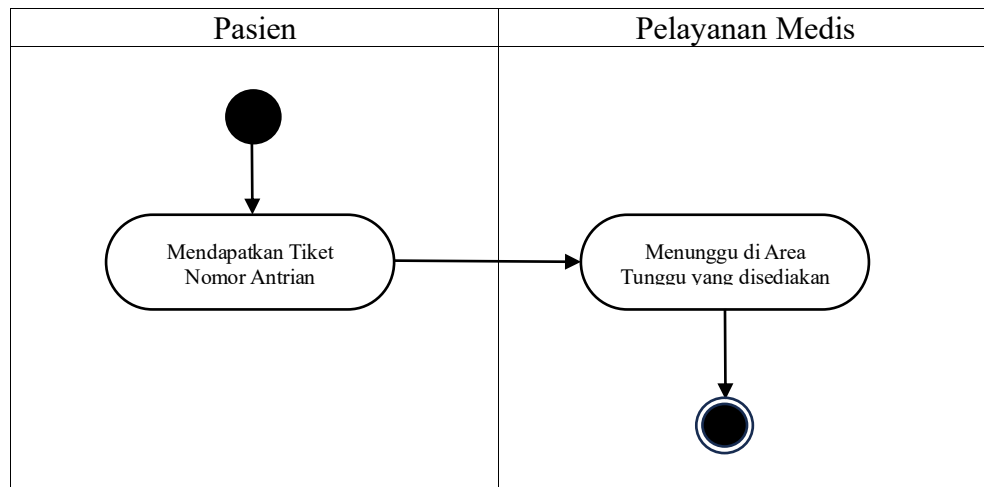 Pasien
Pelayanan Medis
Mendapatkan Tiket
Nomor Antrian
Menunggu di Area
Tunggu yang disediakan